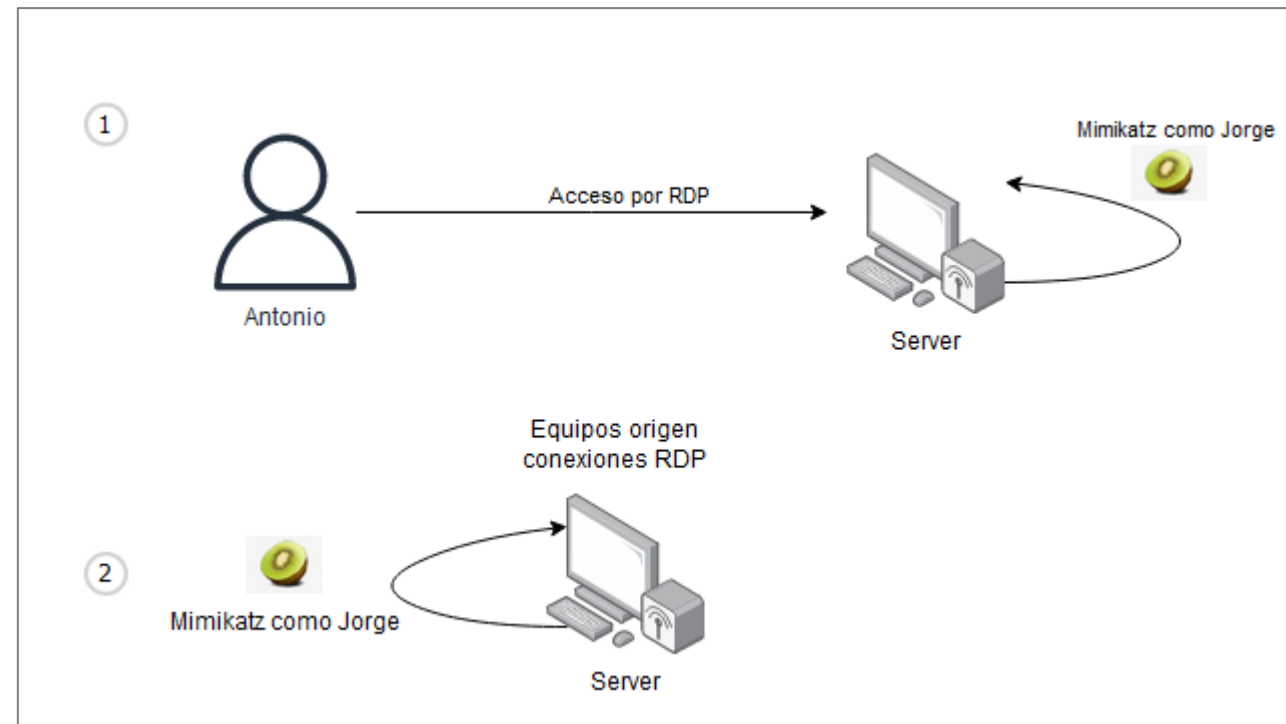 1
Mimikatz como Jorge
Acceso por RDP
Antonio
Server
Equipos origen
conexiones RDP
2
Mimikatz como Jorge
Server